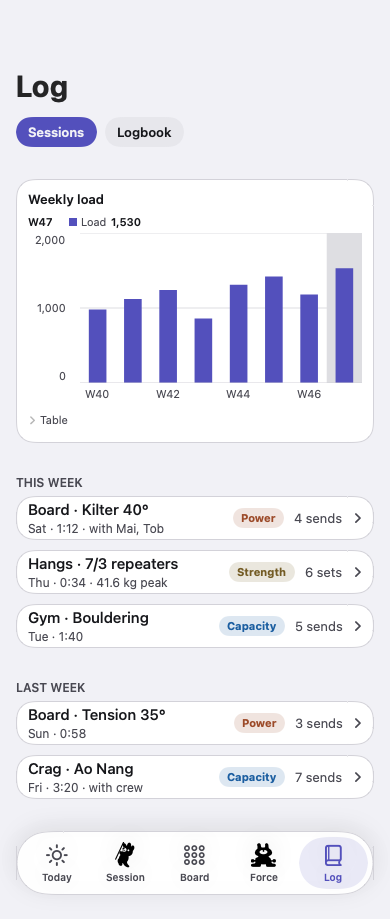 Log
Sessions Logbook
Weekly load
W47 Load 1,530
2,000
1,000
0
W40 W42 W44 W46
Table
THIS WEEK
Board · Kilter 40°
Power 4 sends
Sat · 1:12 · with Mai, Tob
Hangs · 7/3 repeaters
Strength 6 sets
Thu · 0:34 · 41.6 kg peak
Gym · Bouldering
Capacity 5 sends
Tue · 1:40
LAST WEEK
Board · Tension 35°
Power 3 sends
Sun · 0:58
Crag · Ao Nang
Capacity 7 sends
Fri · 3:20 · with crew
Today Session Board Force Log